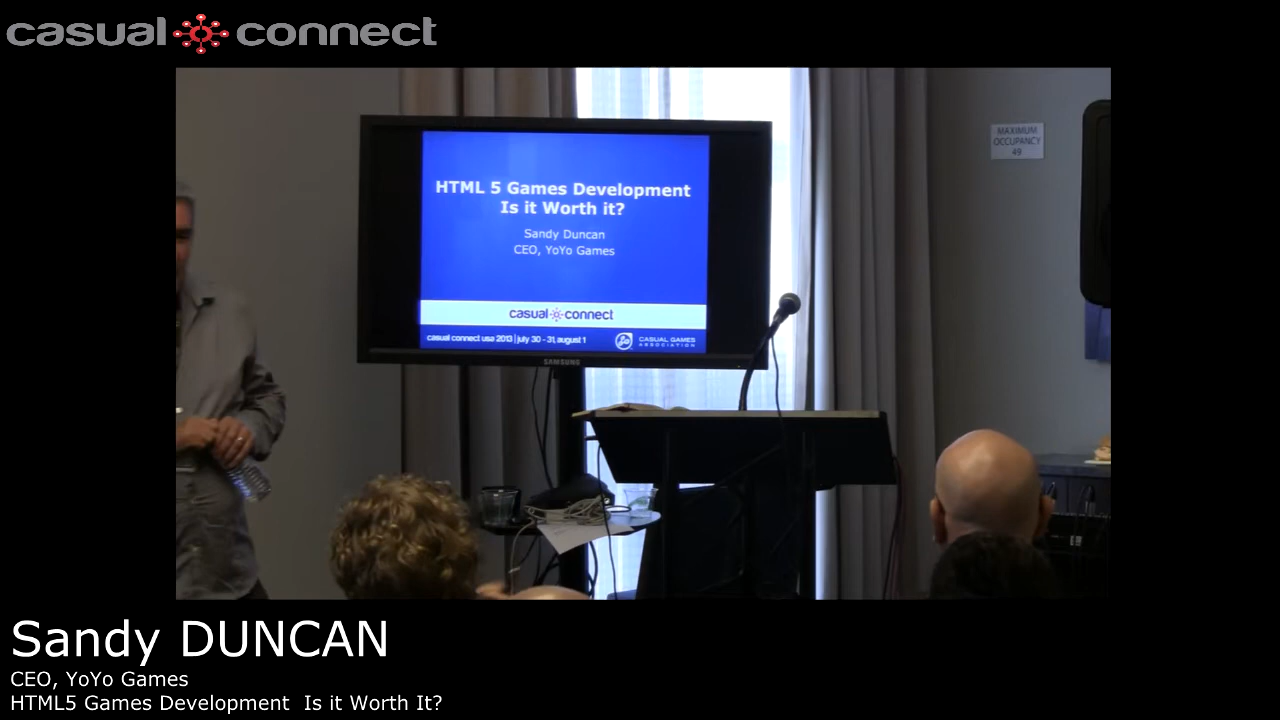 casual connect
MAXIMUM
OCCUPANCY
49
HTML 5 Games Development
Is it Worth it?
Sandy Duncan
CEO, YoYo Games
casual connect
casual connect usa 2013 | july 30 - 31, august 1
CASUAL GAMES
ASSOCIATION
SAMSUNG
Sandy DUNCAN
CEO, YoYo Games
HTML5 Games Development  Is it Worth It?